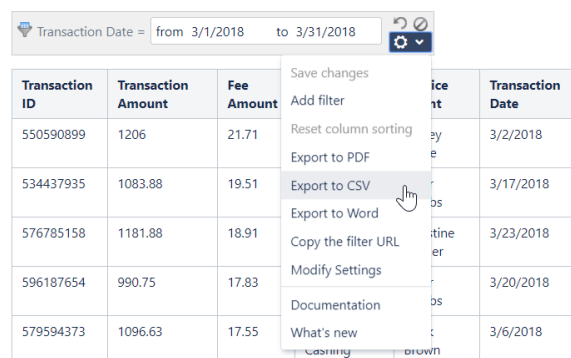 Transaction Date = from 3/1/2018 to 3/31/2018
Save changes
Add filter
Reset column sorting
Export to PDF
Export to CSV
Export to Word
Copy the filter URL
Modify Settings
Documentation
What's new
Transaction ID
Transaction Amount
Fee Amount
Transaction Date
550590899 1206 21.71 3/2/2018
534437935 1083.88 19.51 3/17/2018
576785158 1181.88 18.91 3/23/2018
596187654 990.75 17.83 3/20/2018
579594373 1096.63 17.55 3/6/2018
Cashing Brown